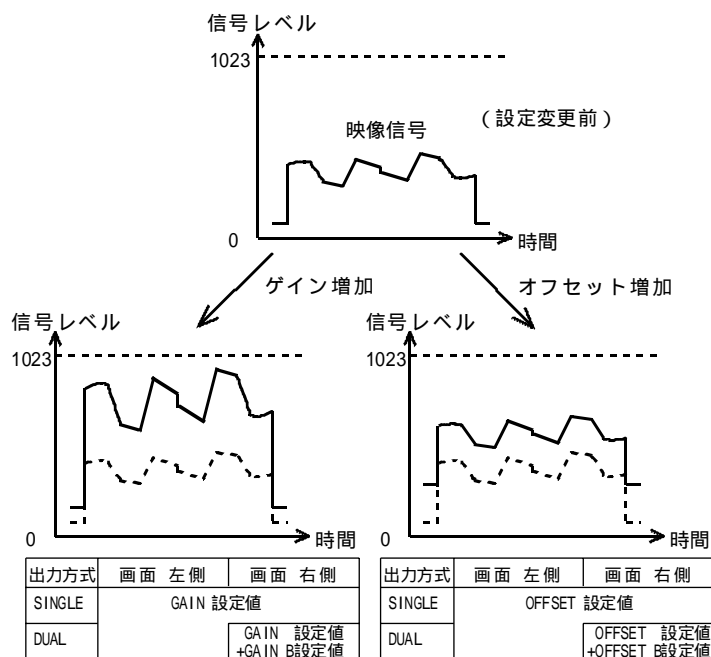 信号レベル
1023
映像信号
(設定変更前)
0
時間
ゲイン増加
オフセット増加
信号レベル
1023
0
時間
信号レベル
1023
0
時間
出力方式 画面 左側 画面 右側
SINGLE GAIN 設定値
DUAL GAIN 設定値
+GAIN B設定値
出力方式 画面 左側 画面 右側
SINGLE OFFSET 設定値
DUAL OFFSET 設定値
+OFFSET B設定値